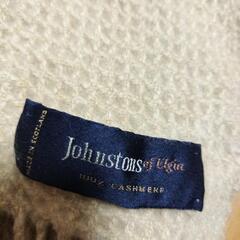 Johnstons of Elgin
100% CASHMERE
MADE IN SCOTLAND